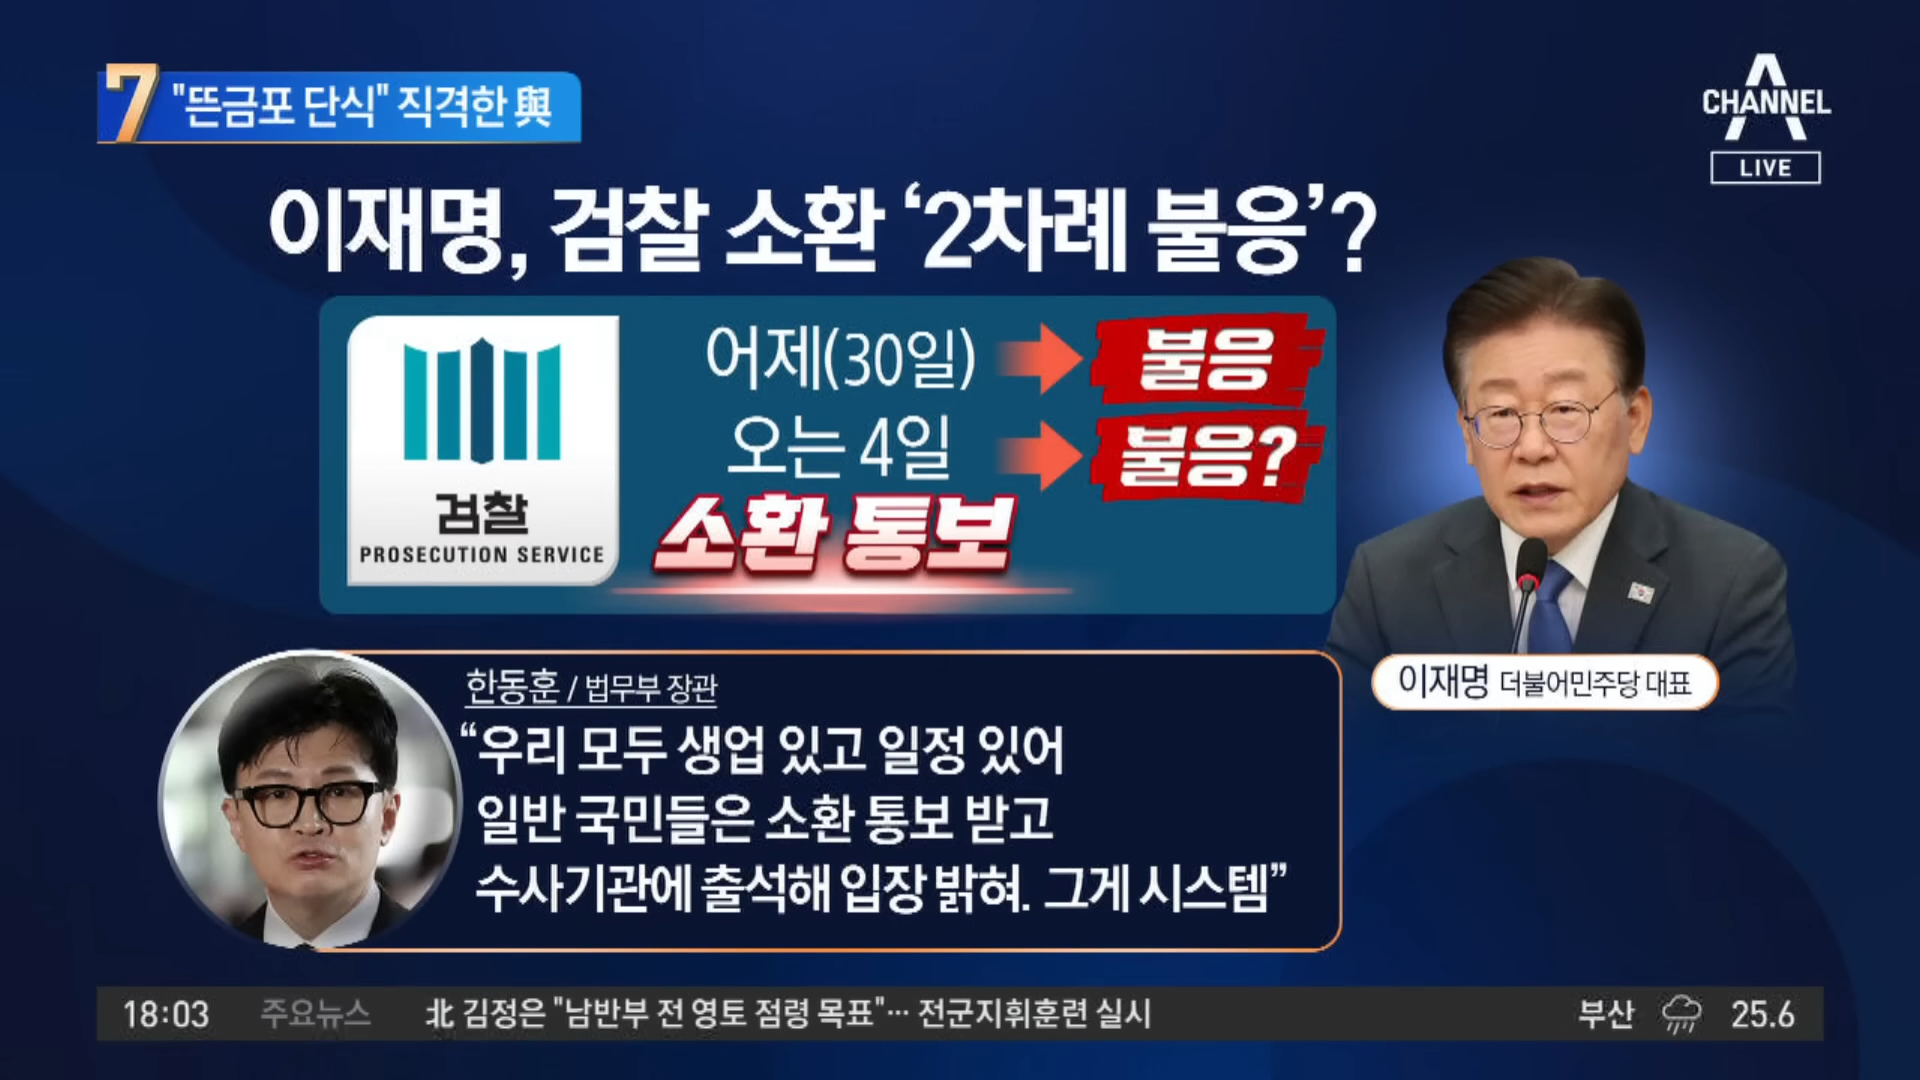 7 "뜬금포 단식" 직격한 與
CHANNEL A
LIVE
이재명, 검찰 소환 ‘2차례 불응’?
어제(30일) 불응
오는 4일 불응?
소환 통보
검찰
PROSECUTION SERVICE
이재명 더불어민주당 대표
한동훈 / 법무부 장관
“우리 모두 생업 있고 일정 있어
일반 국민들은 소환 통보 받고
수사기관에 출석해 입장 밝혀. 그게 시스템”
18:03 주요뉴스 北 김정은 "남반부 전 영토 점령 목표"… 전군지휘훈련 실시 부산 25.6